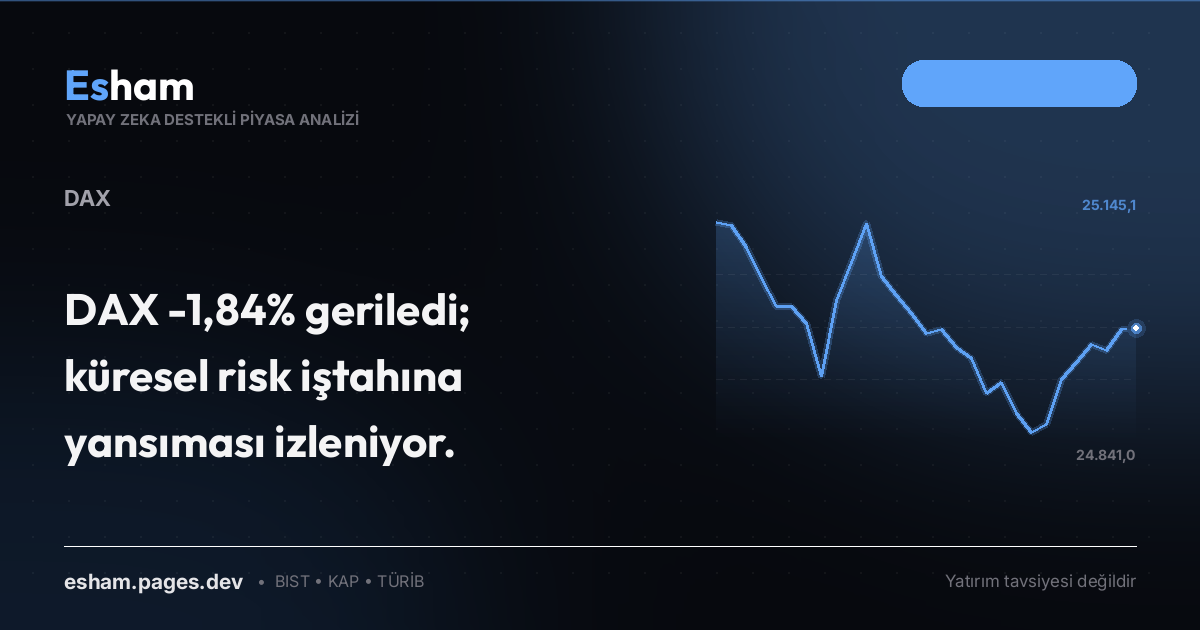 Esham
YAPAY ZEKA DESTEKLİ PİYASA ANALİZİ
DAX
25.145,1
DAX -1,84% geriledi;
küresel risk iştahına
yansıması izleniyor.
24.841,0
esham.pages.dev • BIST • KAP • TÜRİB
Yatırım tavsiyesi değildir